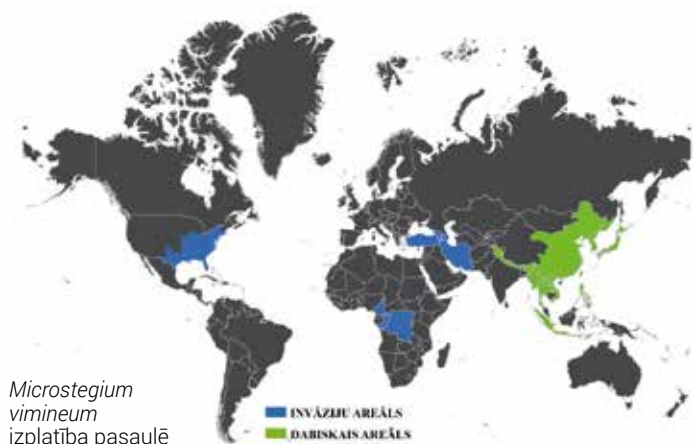 Microstegium
vimineum
izplatība pasaulē
INVĀZIJU AREĀLS
DABISKAIS AREĀLS